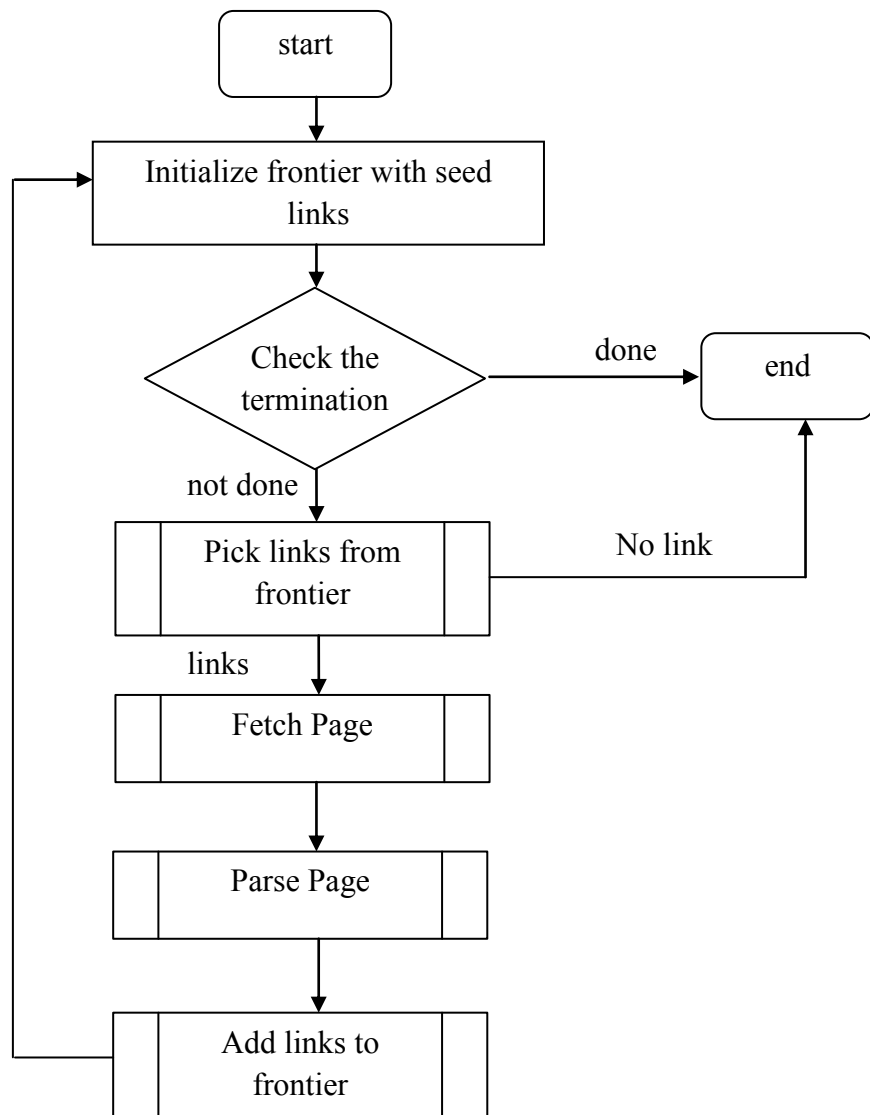 start
Initialize frontier with seed
links
Check the
termination
done
end
not done
Pick links from
frontier
No link
links
Fetch Page
Parse Page
Add links to
frontier